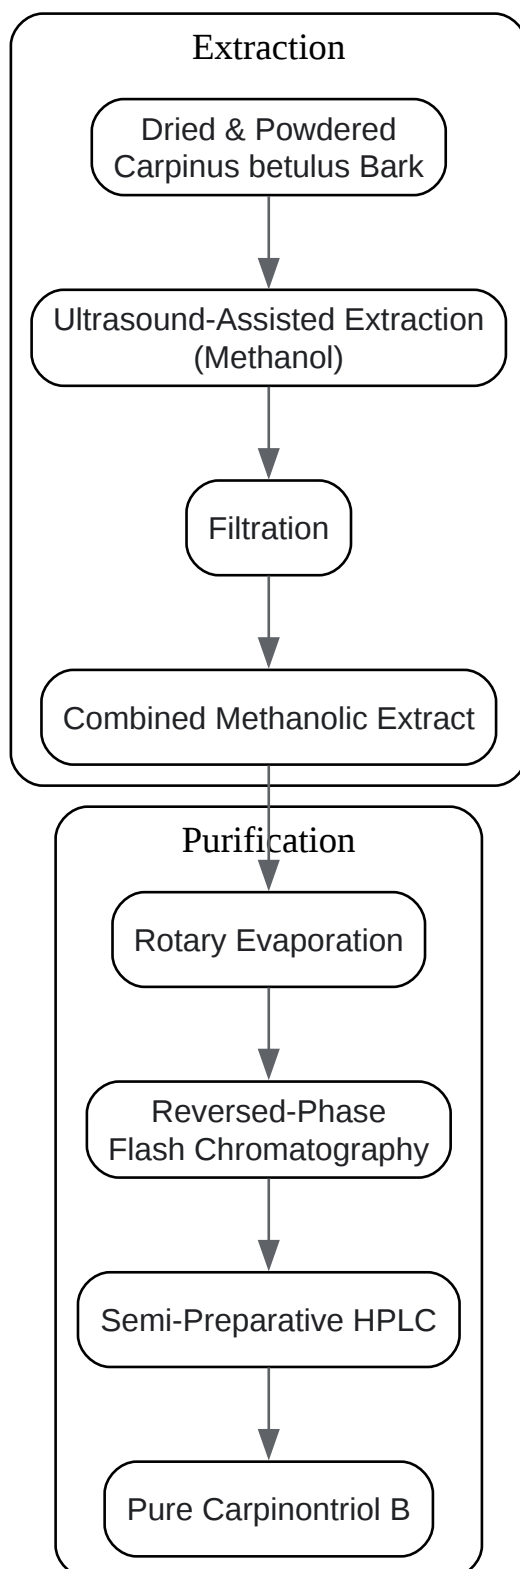 Extraction
Dried & Powdered
Carpinus betulus Bark
Ultrasound-Assisted Extraction
(Methanol)
Filtration
Combined Methanolic Extract
Purification
Rotary Evaporation
Reversed-Phase
Flash Chromatography
Semi-Preparative HPLC
Pure Carpinontriol B